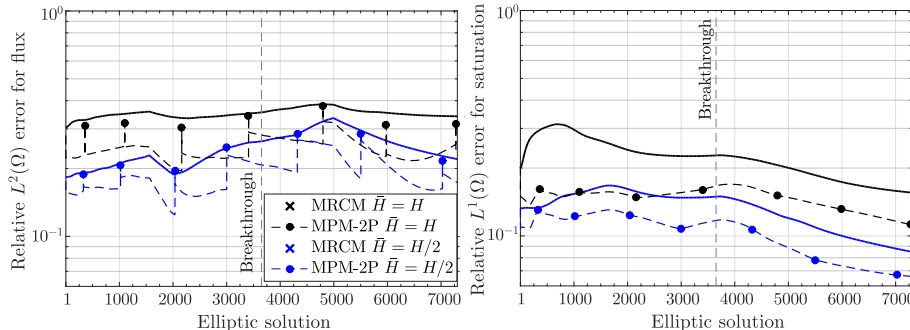 10^0
10^{-1}
Relative L^2(Ω) error for flux
Breakthrough
MRCM H̄ = H
MPM-2P H̄ = H
MRCM H̄ = H/2
MPM-2P H̄ = H/2
1 1000 2000 3000 4000 5000 6000 7000
Elliptic solution
10^0
10^{-1}
Relative L^1(Ω) error for saturation
Breakthrough
1 1000 2000 3000 4000 5000 6000 7000
Elliptic solution